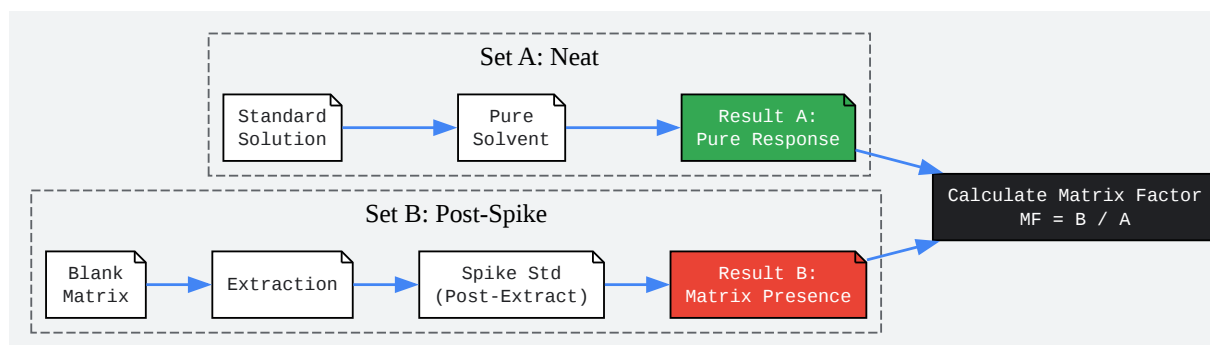 Set A: Neat
Standard
Solution
Pure
Solvent
Result A:
Pure Response
Set B: Post-Spike
Blank
Matrix
Extraction
Spike Std
(Post-Extract)
Result B:
Matrix Presence
Calculate Matrix Factor
MF = B / A